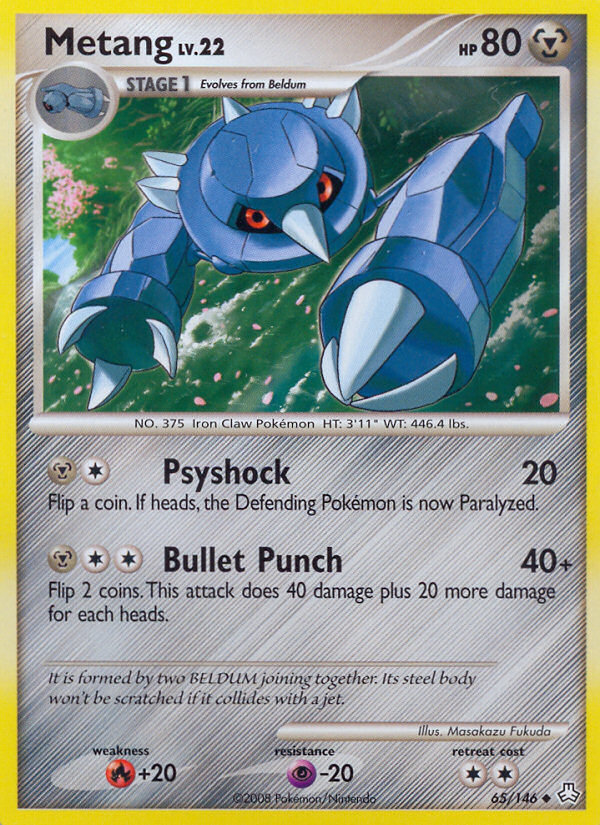 Metang LV.22 HP 80
STAGE 1 Evolves from Beldum
NO. 375 Iron Claw Pokémon HT: 3'11" WT: 446.4 lbs.
Psyshock 20
Flip a coin. If heads, the Defending Pokémon is now Paralyzed.
Bullet Punch 40+
Flip 2 coins. This attack does 40 damage plus 20 more damage
for each heads.
It is formed by two BELDUM joining together. Its steel body
won't be scratched if it collides with a jet.
Illus. Masakazu Fukuda
weakness resistance retreat cost
+20 -20
©2008 Pokémon/Nintendo 65/146